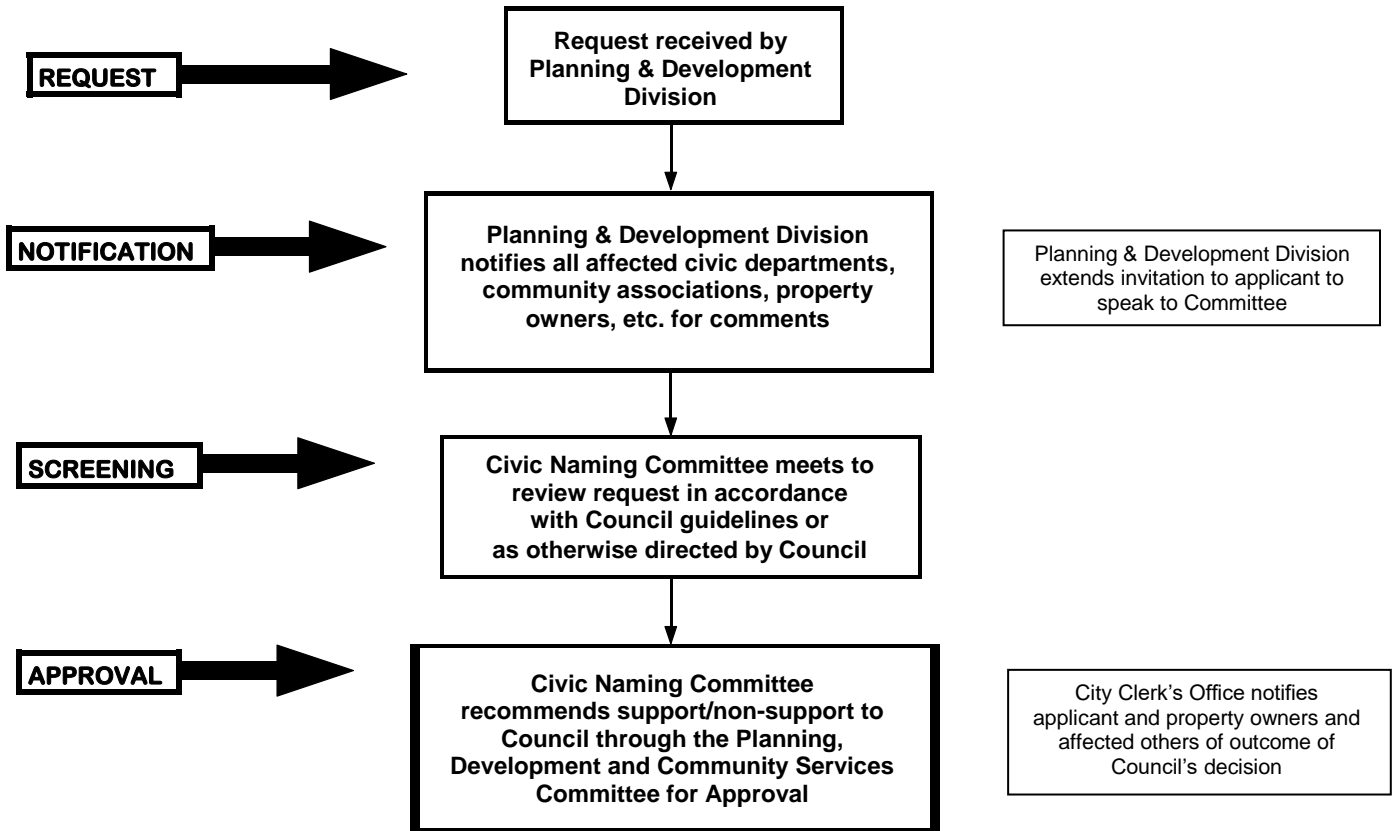 REQUEST
Request received by
Planning & Development
Division
NOTIFICATION
Planning & Development Division
notifies all affected civic departments,
community associations, property
owners, etc. for comments
Planning & Development Division
extends invitation to applicant to
speak to Committee
SCREENING
Civic Naming Committee meets to
review request in accordance
with Council guidelines or
as otherwise directed by Council
APPROVAL
Civic Naming Committee
recommends support/non-support to
Council through the Planning,
Development and Community Services
Committee for Approval
City Clerk's Office notifies
applicant and property owners and
affected others of outcome of
Council's decision